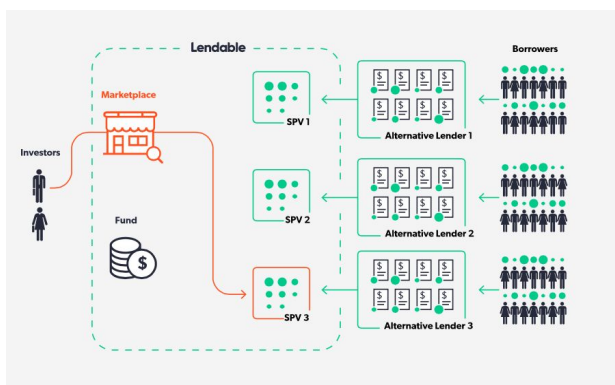 Lendable
Borrowers
Marketplace
SPV 1
Alternative Lender 1
Investors
Fund
SPV 2
Alternative Lender 2
$
SPV 3
Alternative Lender 3